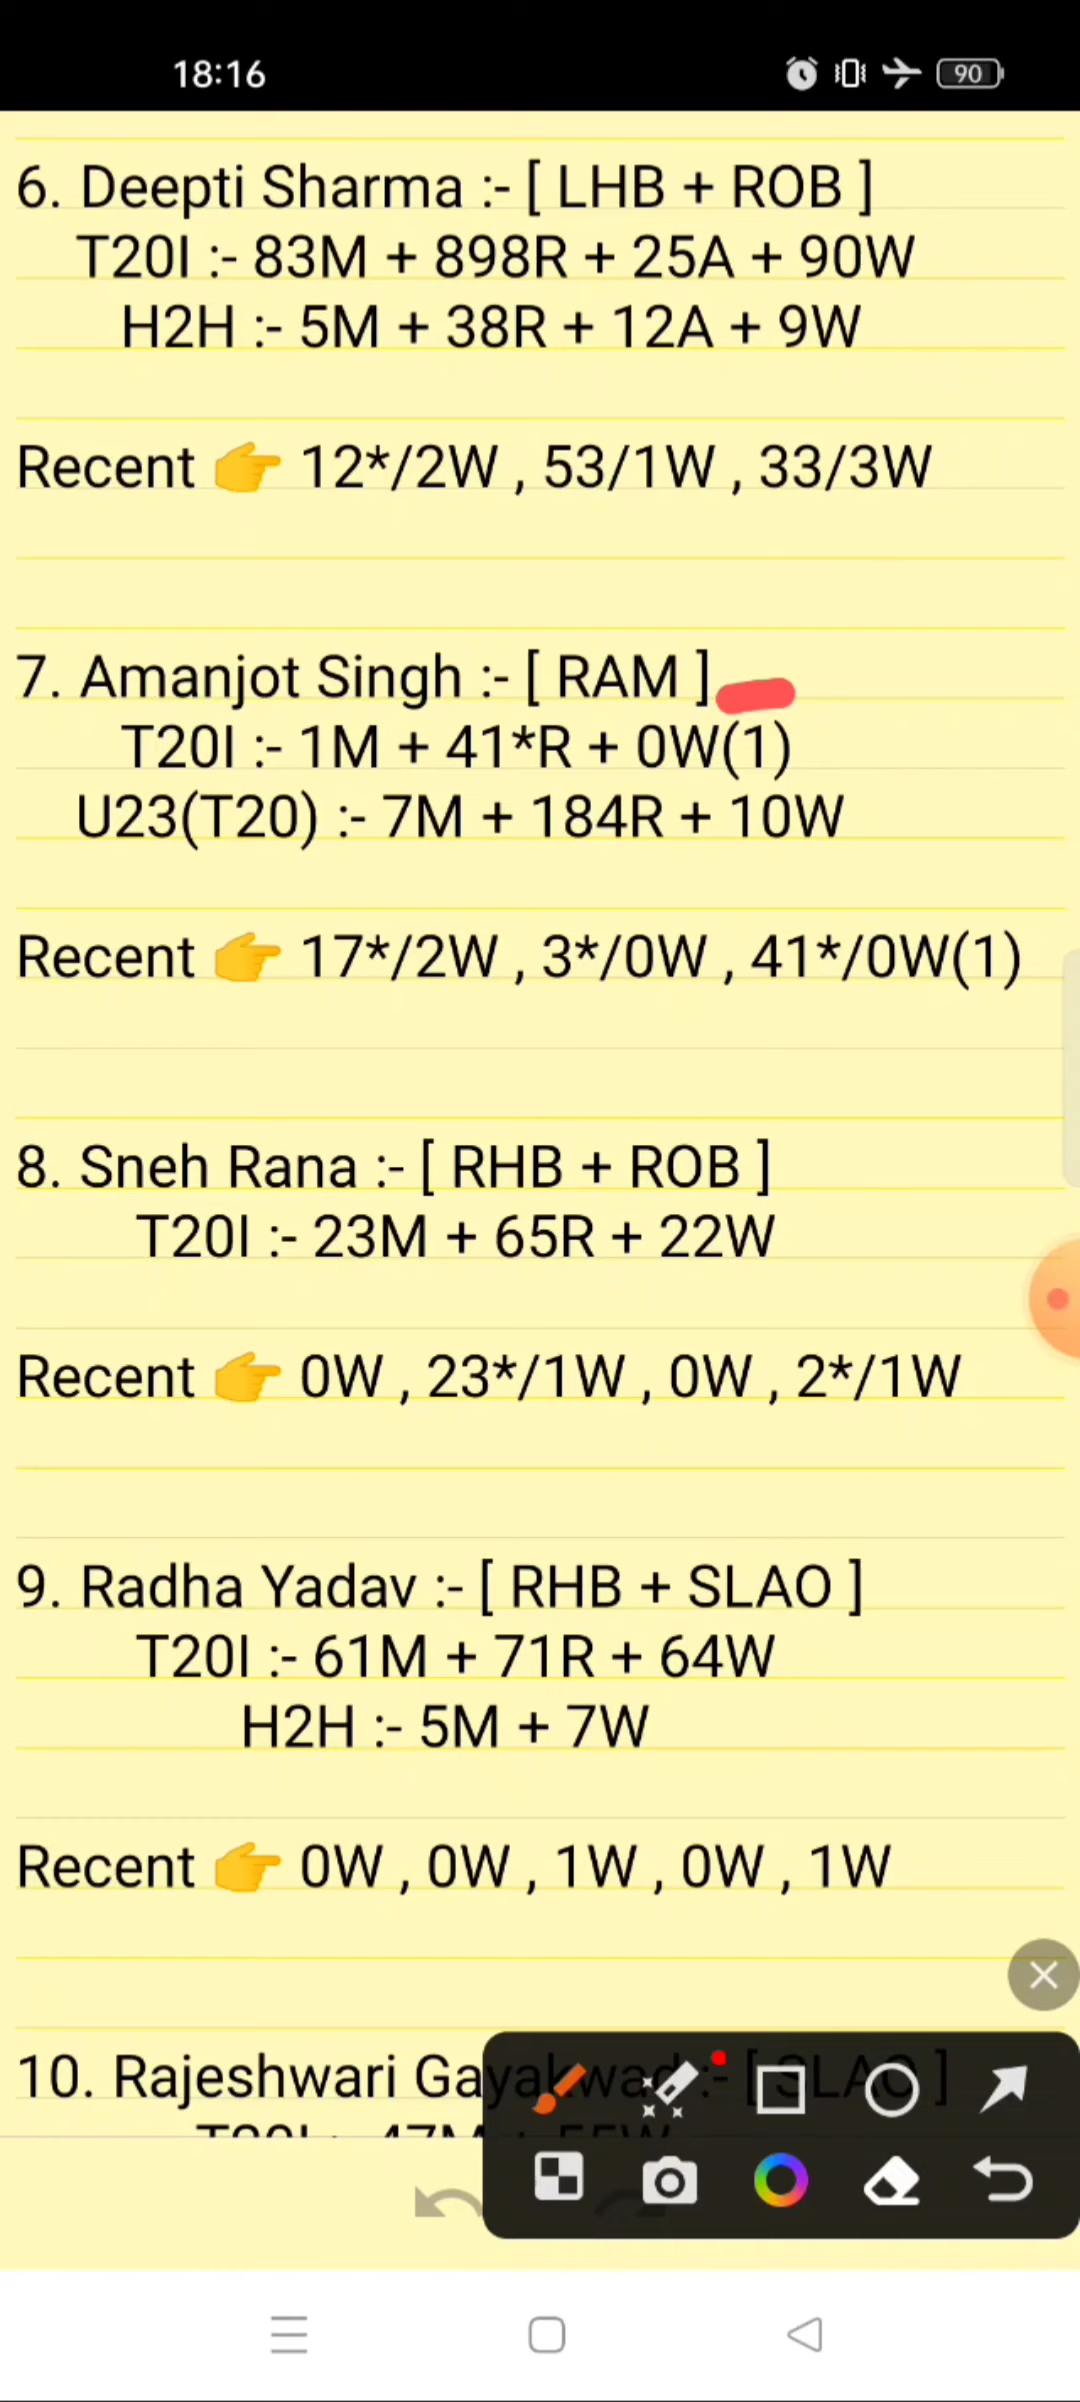 18:16
90
6. Deepti Sharma :- [ LHB + ROB ]
T20I :- 83M + 898R + 25A + 90W
H2H :- 5M + 38R + 12A + 9W
Recent 👉 12*/2W , 53/1W , 33/3W
7. Amanjot Singh :- [ RAM ]
T20I :- 1M + 41*R + 0W(1)
U23(T20) :- 7M + 184R + 10W
Recent 👉 17*/2W , 3*/0W , 41*/0W(1)
8. Sneh Rana :- [ RHB + ROB ]
T20I :- 23M + 65R + 22W
Recent 👉 0W , 23*/1W , 0W , 2*/1W
9. Radha Yadav :- [ RHB + SLAO ]
T20I :- 61M + 71R + 64W
H2H :- 5M + 7W
Recent 👉 0W , 0W , 1W , 0W , 1W
10. Rajeshwari Gayakwad :- [ SLAO ]